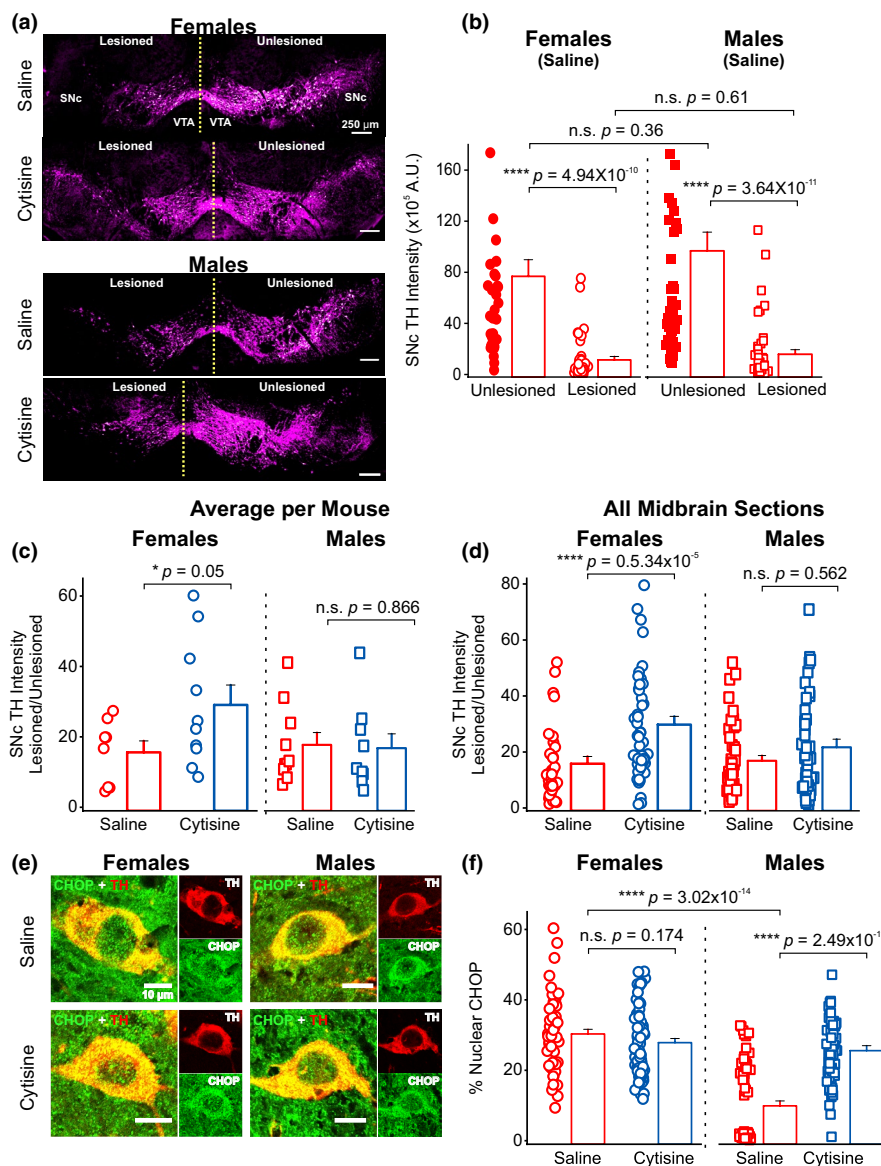 (a)
Females
Lesioned
Unlesioned
Saline
SNc
SNc
VTA
VTA
250 µm
Cytisine
Males
Lesioned
Unlesioned
Saline
Lesioned
Unlesioned
Cytisine
(b)
Females
Males
(Saline)
(Saline)
n.s. p = 0.61
n.s. p = 0.36
**** p = 4.94X10⁻¹⁰
**** p = 3.64X10⁻¹¹
SNc TH Intensity (x10⁵ A.U.)
160
120
80
40
0
Unlesioned
Lesioned
Unlesioned
Lesioned
Average per Mouse
All Midbrain Sections
(c)
Females
Males
* p = 0.05
n.s. p = 0.866
SNc TH Intensity
Lesioned/Unlesioned
60
40
20
0
Saline
Cytisine
Saline
Cytisine
(d)
Females
Males
**** p = 0.5.34x10⁻⁵
n.s. p = 0.562
SNc TH Intensity
Lesioned/Unlesioned
80
60
40
20
0
Saline
Cytisine
Saline
Cytisine
(e)
Females
Males
Saline
CHOP + TH
TH
CHOP
10 µm
CHOP + TH
TH
CHOP
Cytisine
CHOP + TH
TH
CHOP
CHOP + TH
TH
CHOP
(f)
Females
Males
**** p = 3.02x10⁻¹⁴
n.s. p = 0.174
**** p = 2.49x10⁻¹
% Nuclear CHOP
60
40
20
0
Saline
Cytisine
Saline
Cytisine